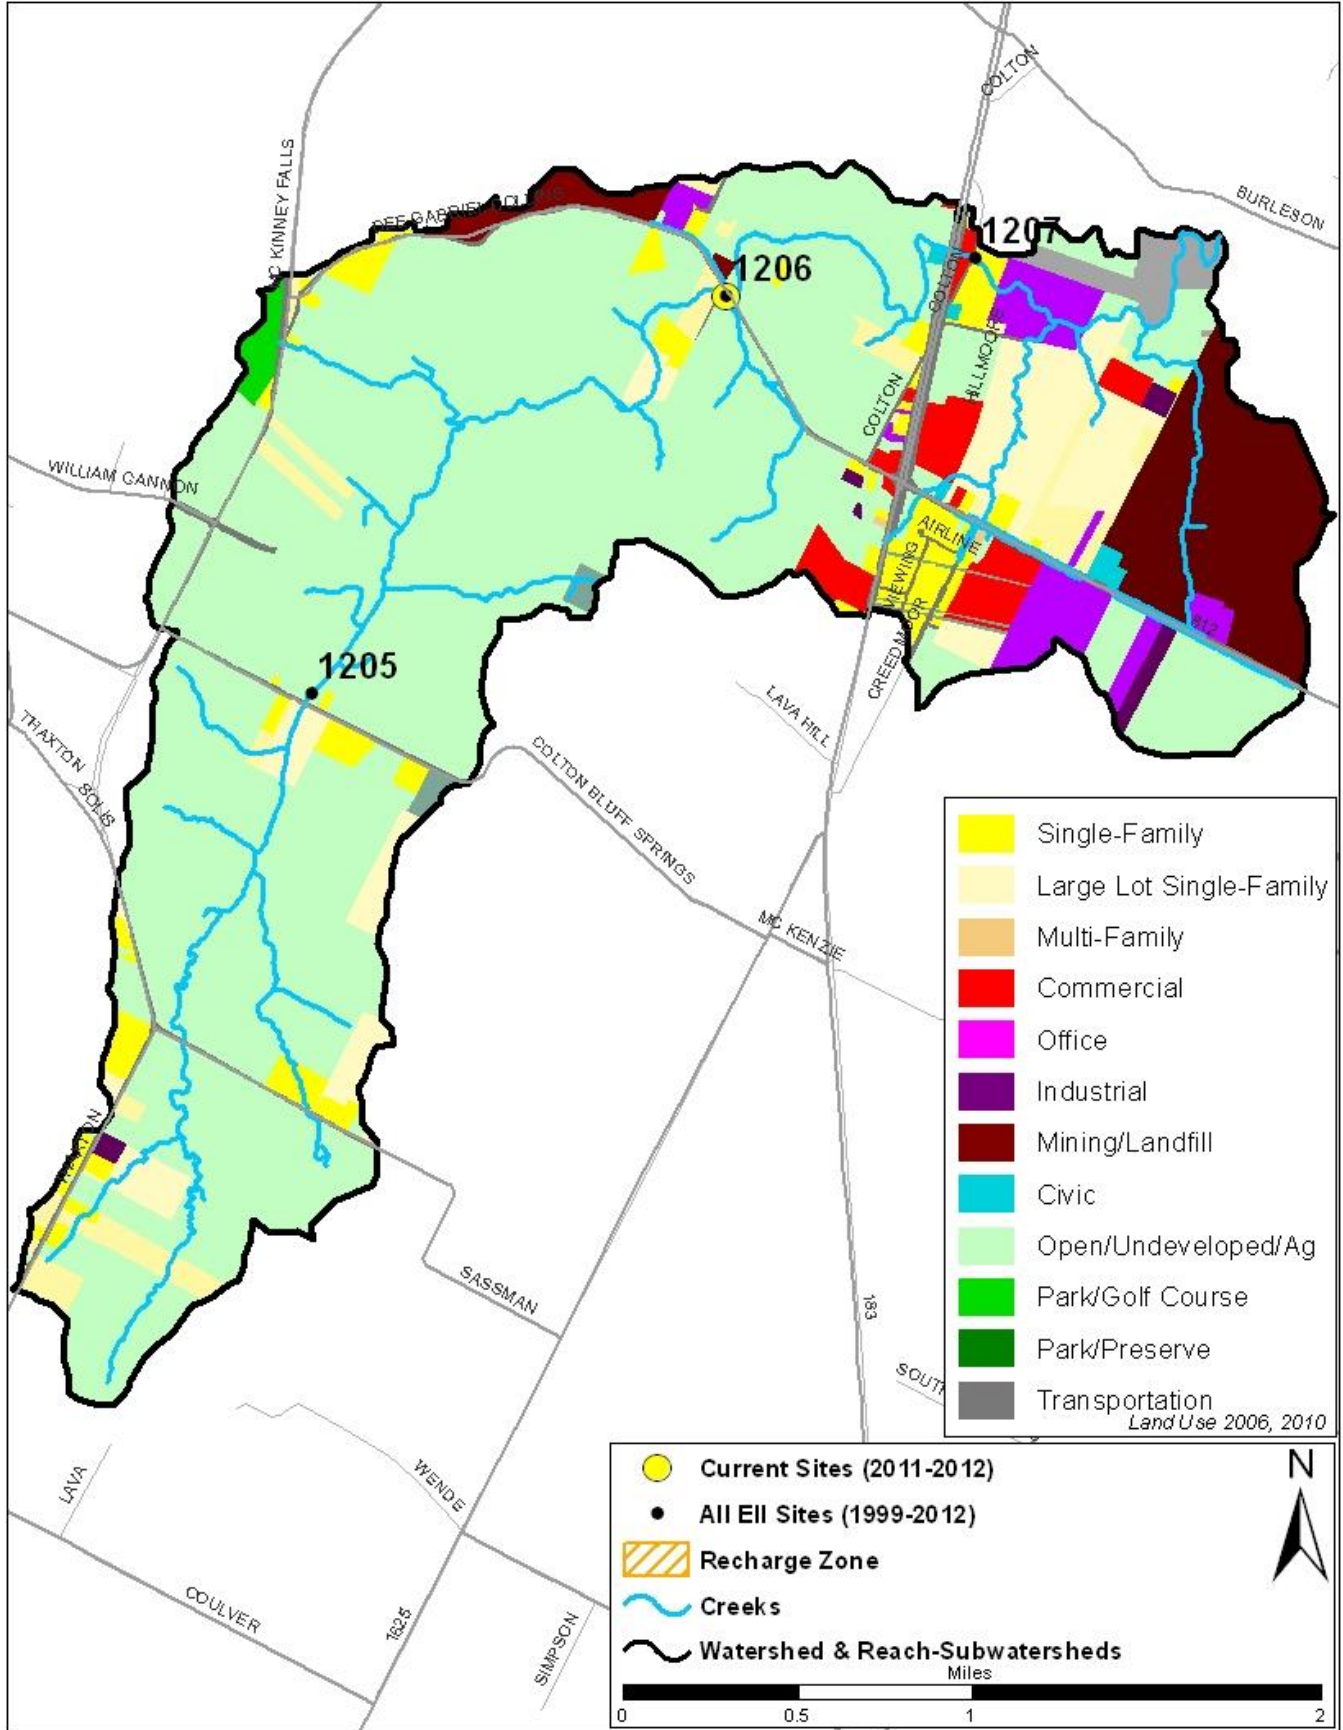 COLTON
BURLESON
C KINNEY FALLS
1207
1206
COLTON
HILLMOORE
COLTON
WILLIAM CANNON
AIRLINE
VIEWING
CREEDMOOR
812
1205
LAVA HILL
THAXTON
SOLIS
COLTON BLUFF SPRINGS
MC KENZIE
SASSMAN
183
WENDE
LAVA
COULVER
1625
SIMPSON
Single-Family
Large Lot Single-Family
Multi-Family
Commercial
Office
Industrial
Mining/Landfill
Civic
Open/Undeveloped/Ag
Park/Golf Course
Park/Preserve
Transportation
Land Use 2006, 2010
Current Sites (2011-2012)
All EII Sites (1999-2012)
Recharge Zone
Creeks
Watershed & Reach-Subwatersheds
N
Miles
0 0.5 1 2